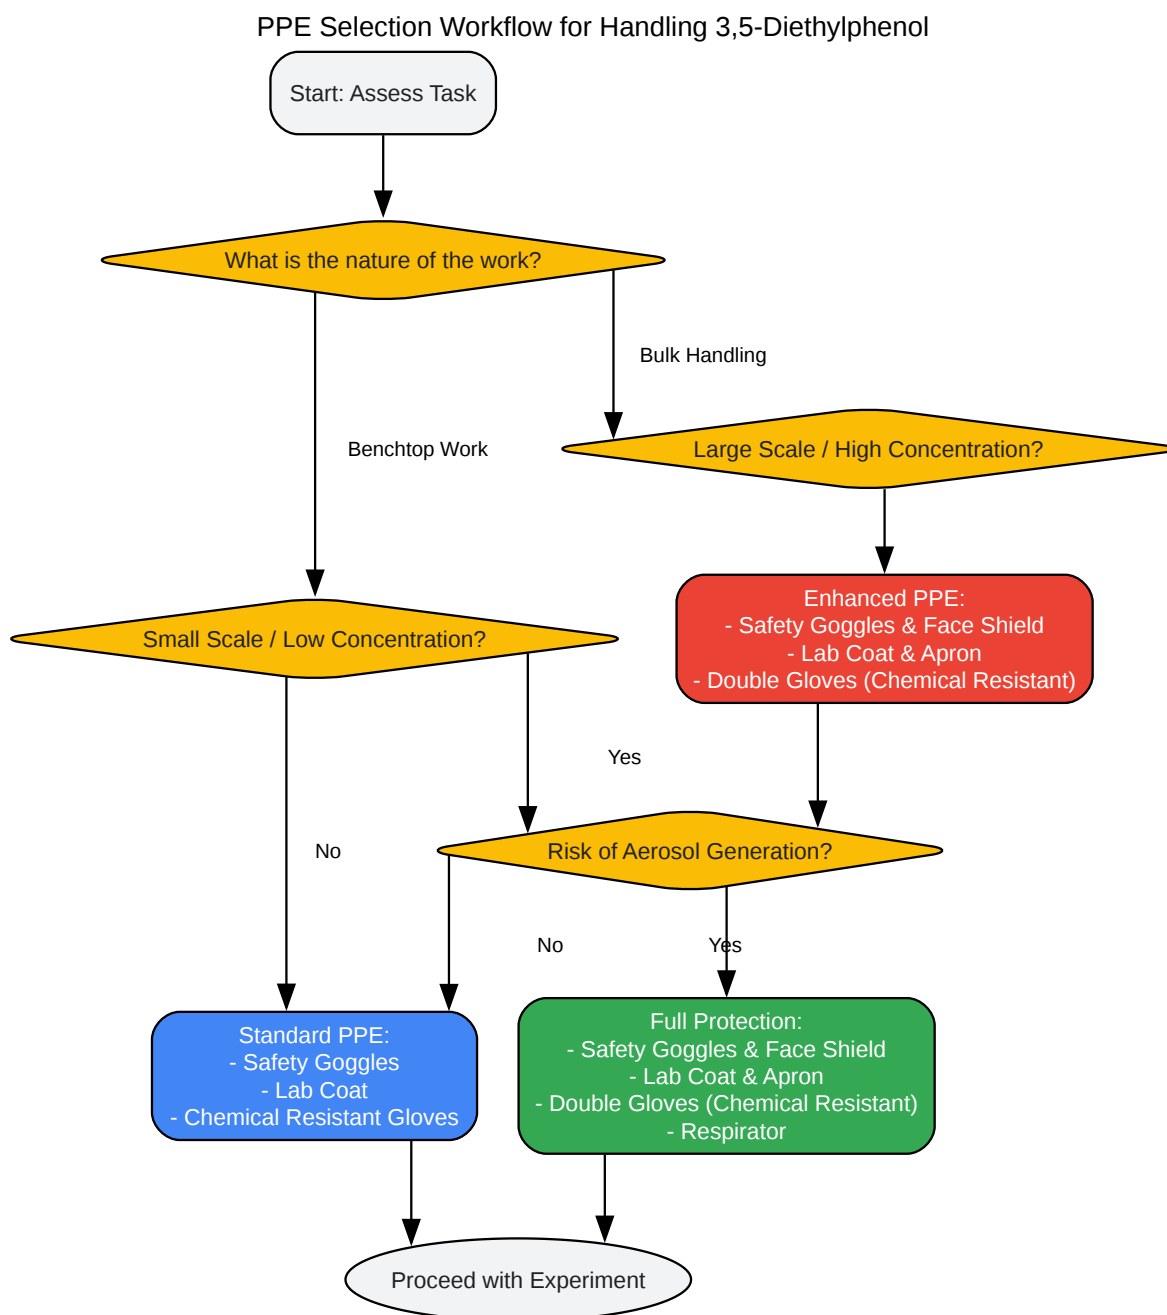 PPE Selection Workflow for Handling 3,5-Diethylphenol
Start: Assess Task
What is the nature of the work?
Bulk Handling
Benchtop Work
Large Scale / High Concentration?
Enhanced PPE:
- Safety Goggles & Face Shield
- Lab Coat & Apron
- Double Gloves (Chemical Resistant)
Small Scale / Low Concentration?
Yes
No
Risk of Aerosol Generation?
No
Yes
Standard PPE:
- Safety Goggles
- Lab Coat
- Chemical Resistant Gloves
Full Protection:
- Safety Goggles & Face Shield
- Lab Coat & Apron
- Double Gloves (Chemical Resistant)
- Respirator
Proceed with Experiment